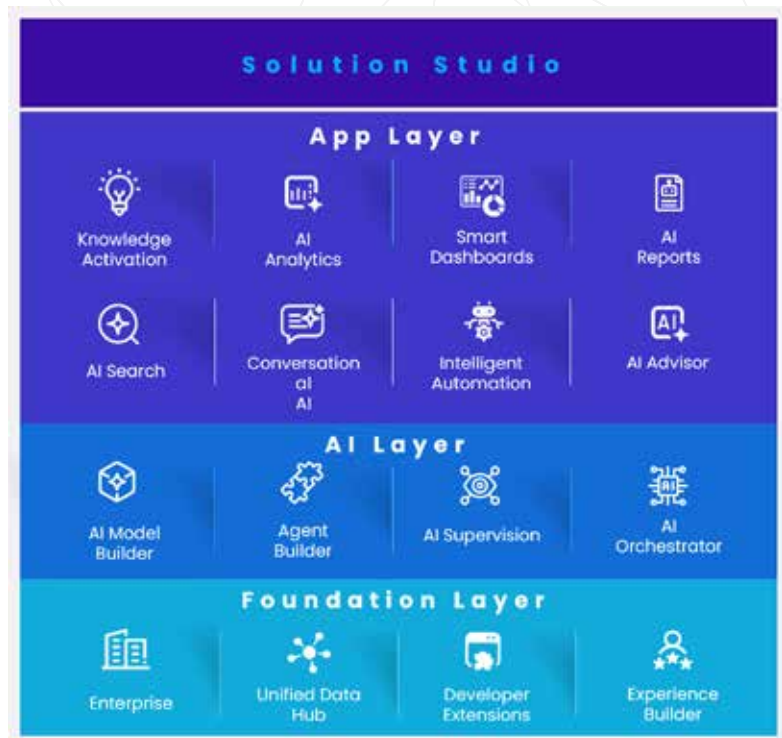 Solution Studio
App Layer
Knowledge
Activation
AI
Analytics
Smart
Dashboards
AI
Reports
AI Search
Conversation
al
AI
Intelligent
Automation
AI
AI Advisor
AI Layer
AI Model
Builder
Agent
Builder
AI Supervision
AI
AI
Orchestrator
Foundation Layer
Enterprise
Unified Data
Hub
Developer
Extensions
Experience
Builder